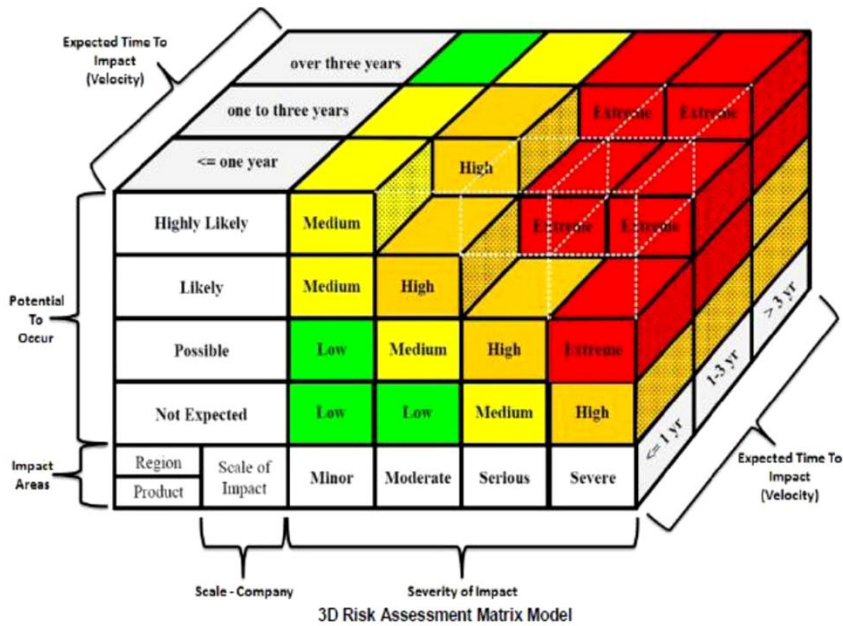 Expected Time To
Impact
(Velocity)
over three years
one to three years
Extreme
Extreme
<= one year
High
Highly Likely
Medium
Extreme
Extreme
Likely
Medium
High
Potential
To
Occur
Possible
Low
Medium
High
Extreme
> 3 yr
1-3 yr
<= 1 yr
Not Expected
Low
Low
Medium
High
Expected Time To
Impact
(Velocity)
Impact
Areas
Region
Product
Scale of
Impact
Minor
Moderate
Serious
Severe
Scale - Company
Severity of Impact
3D Risk Assessment Matrix Model